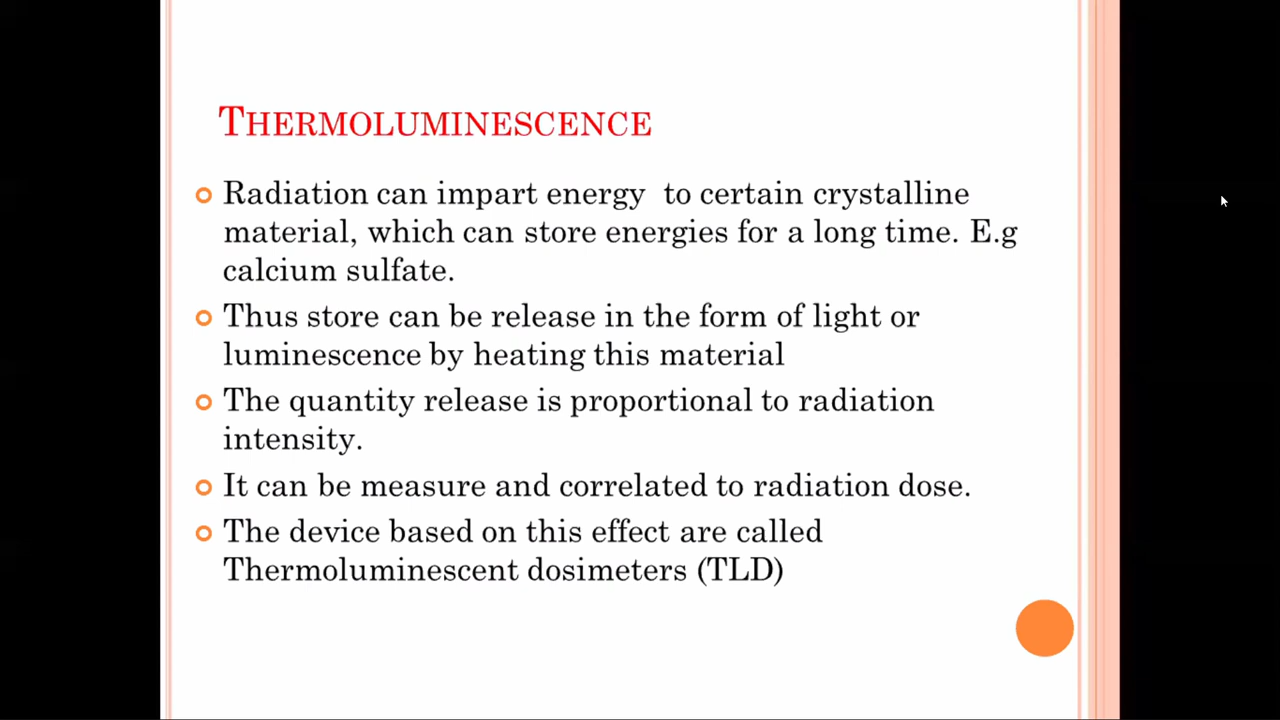 THERMOLUMINESCENCE
Radiation can impart energy  to certain crystalline
material, which can store energies for a long time. E.g
calcium sulfate.
Thus store can be release in the form of light or
luminescence by heating this material
The quantity release is proportional to radiation
intensity.
It can be measure and correlated to radiation dose.
The device based on this effect are called
Thermoluminescent dosimeters (TLD)